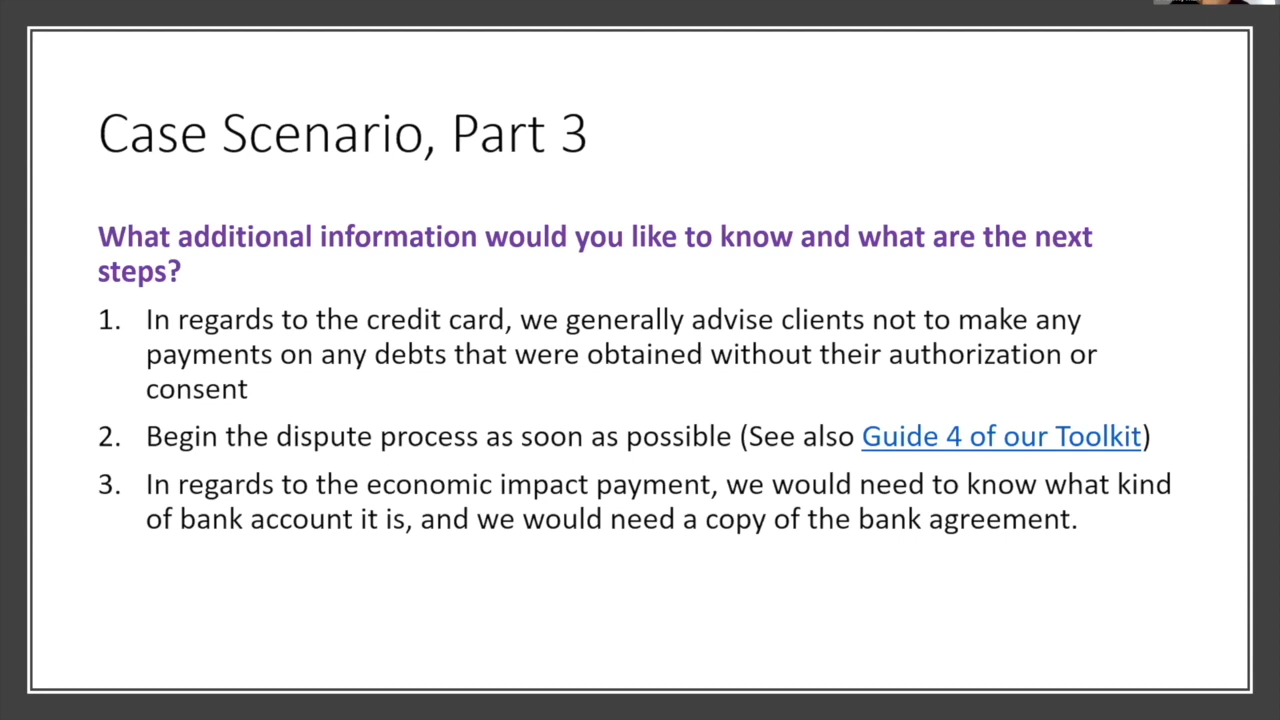 Case Scenario, Part 3
What additional information would you like to know and what are the next
steps?
1. In regards to the credit card, we generally advise clients not to make any
payments on any debts that were obtained without their authorization or
consent
2. Begin the dispute process as soon as possible (See also Guide 4 of our Toolkit)
3. In regards to the economic impact payment, we would need to know what kind
of bank account it is, and we would need a copy of the bank agreement.